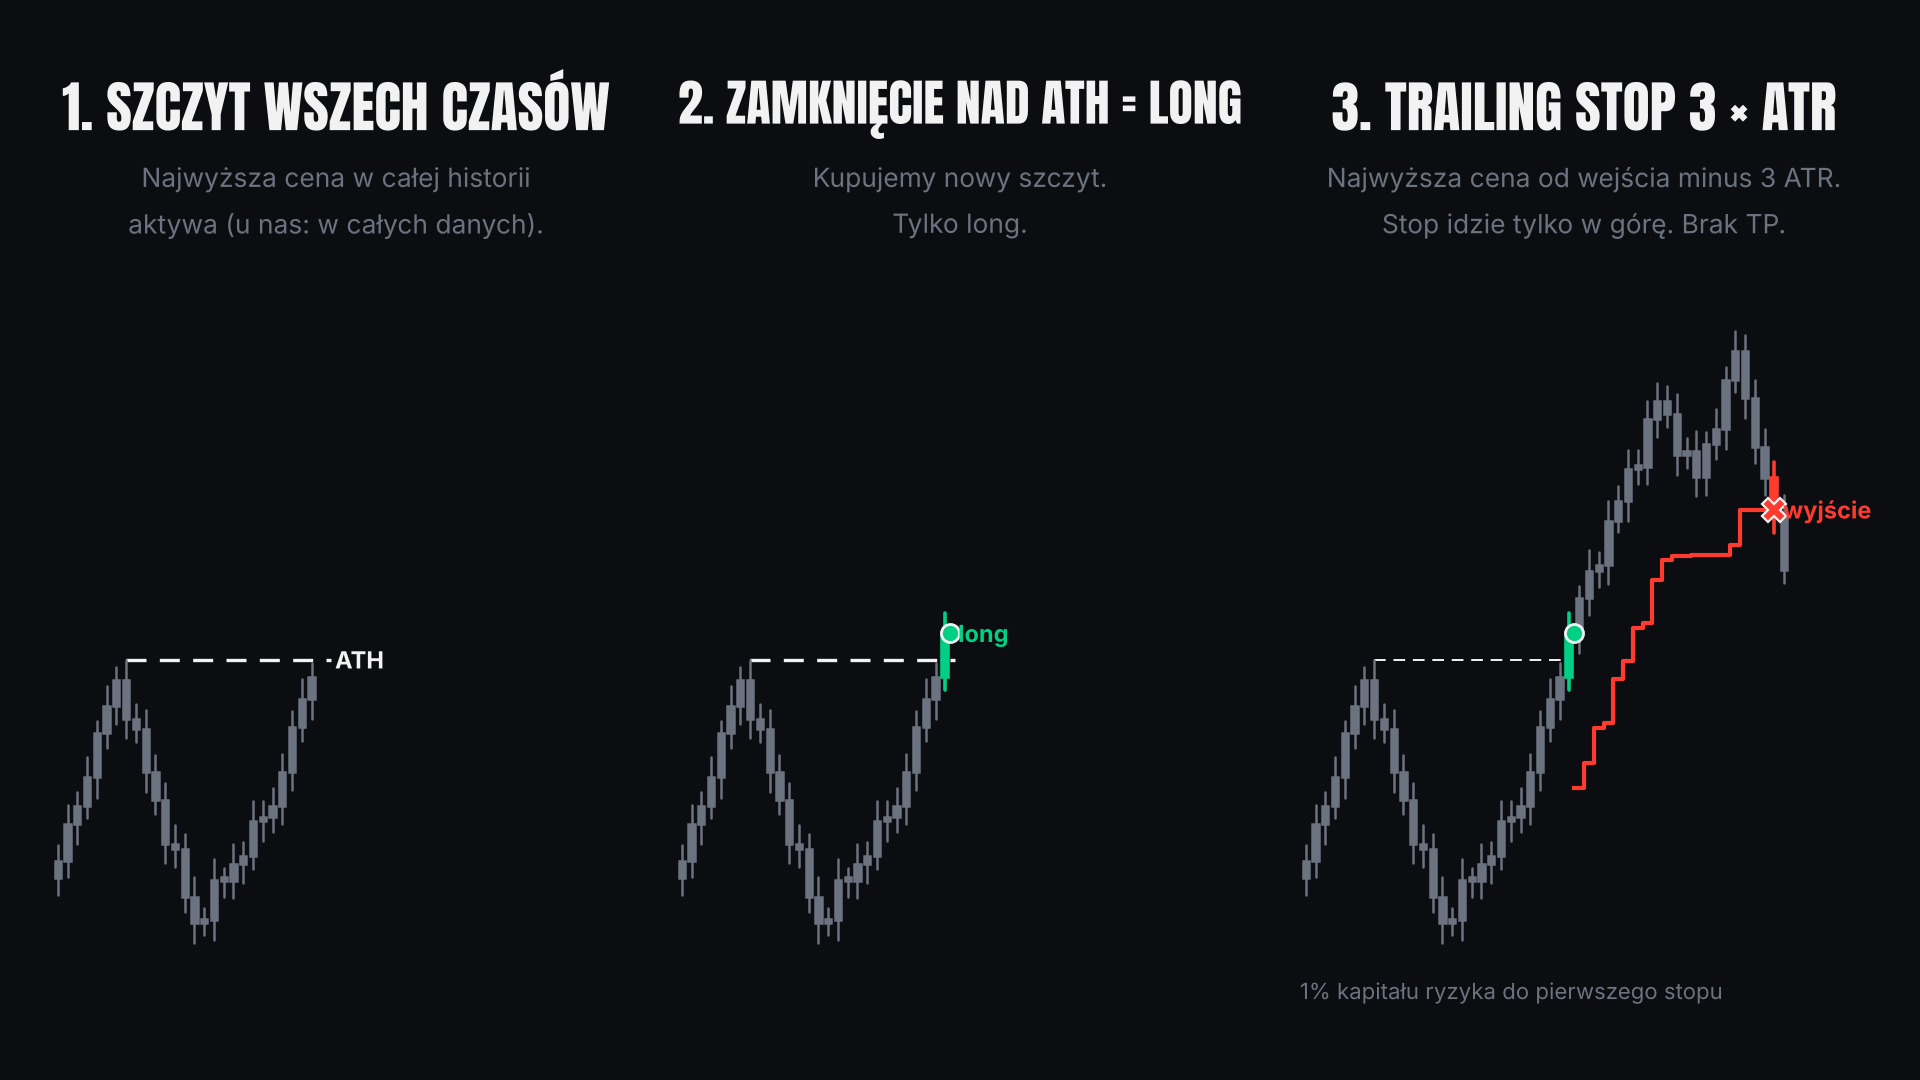 1. SZCZYT WSZECH CZASÓW
Najwyższa cena w całej historii
aktywa (u nas: w całych danych).
ATH
2. ZAMKNIĘCIE NAD ATH = LONG
Kupujemy nowy szczyt.
Tylko long.
long
3. TRAILING STOP 3 × ATR
Najwyższa cena od wejścia minus 3 ATR.
Stop idzie tylko w górę. Brak TP.
wyjście
1% kapitału ryzyka do pierwszego stopu